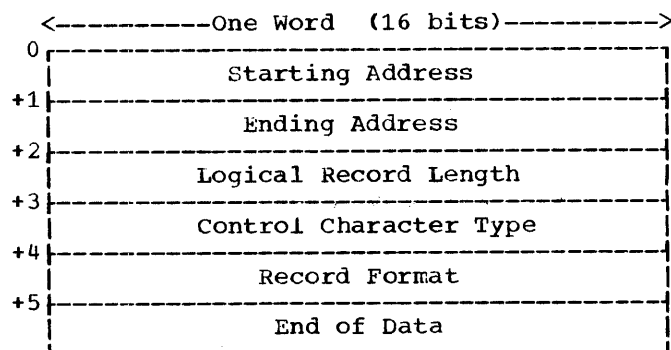 <---------One Word (16 bits)--------->
0
Starting Address
+1
Ending Address
+2
Logical Record Length
+3
Control Character Type
+4
Record Format
+5
End of Data